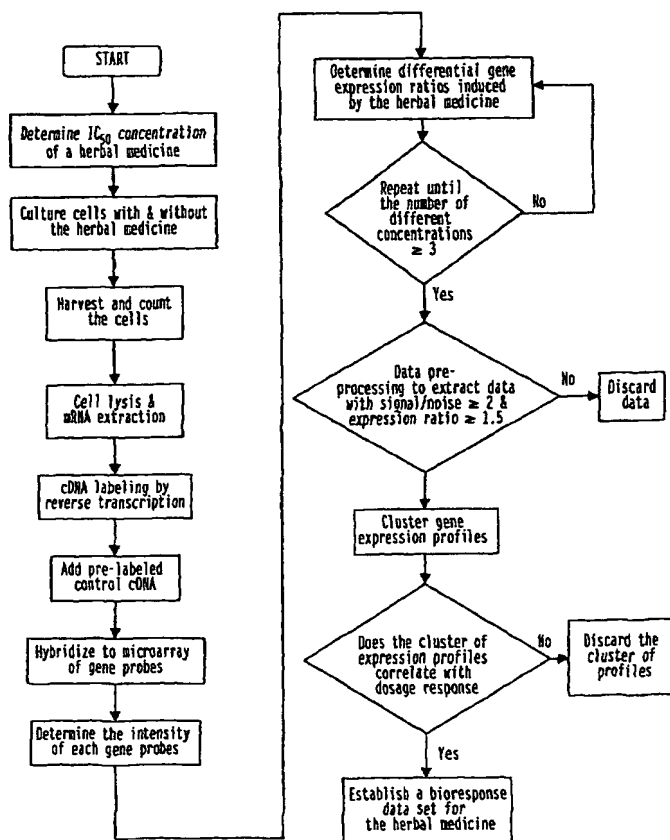 START
Determine IC50 concentration
of a herbal medicine
Culture cells with & without
the herbal medicine
Harvest and count
the cells
Cell lysis &
mRNA extraction
cDNA labeling by
reverse transcription
Add pre-labeled
control cDNA
Hybridize to microarray
of gene probes
Determine the intensity
of each gene probes
Determine differential gene
expression ratios induced
by the herbal medicine
Repeat until
the number of
different
concentrations
≥ 3
No
Yes
Data pre-
processing to extract data
with signal/noise ≥ 2 &
expression ratio
≥ 1.5
No
Discard
data
Cluster gene
expression profiles
Does the cluster of
expression profiles
correlate with
dosage response
No
Discard the
cluster of
profiles
Yes
Establish a bioresponse
data set for
the herbal medicine